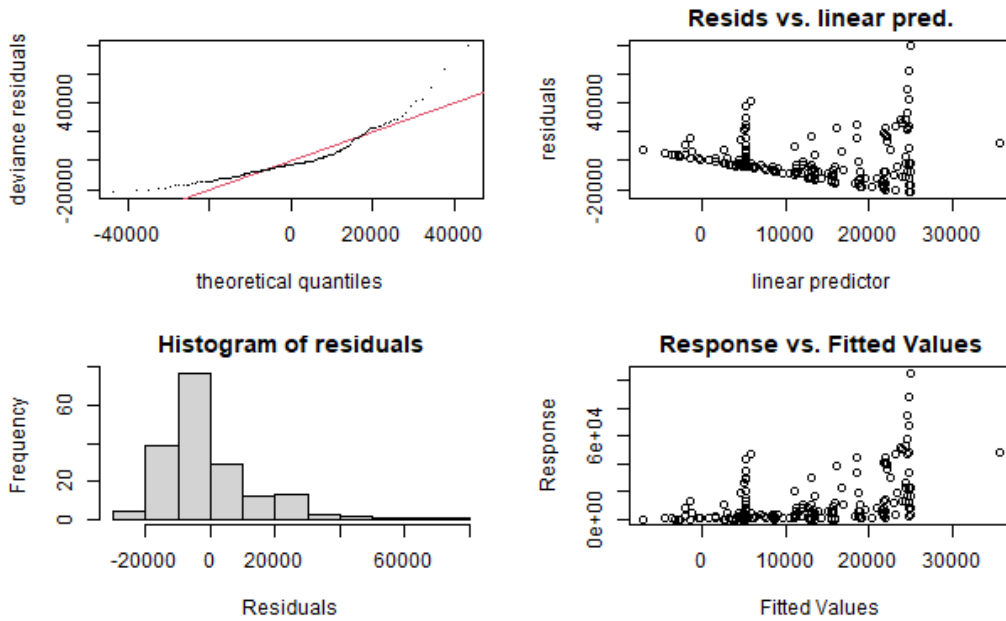 deviance residuals
-20000
40000
-40000
0
20000
40000
theoretical quantiles
Resids vs. linear pred.
residuals
-20000
40000
0
10000
20000
30000
linear predictor
Histogram of residuals
Frequency
0
20
60
-20000
0
20000
60000
Residuals
Response vs. Fitted Values
Response
0e+00
6e+04
0
10000
20000
30000
Fitted Values